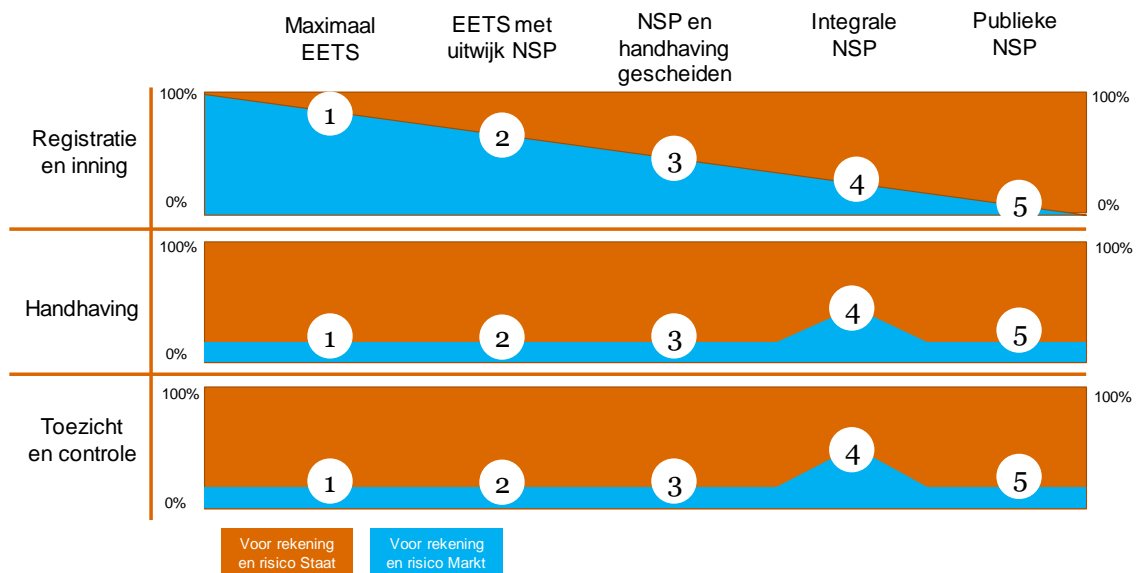 Maximaal
EETS
EETS met
uitwijk NSP
NSP en
handhaving
gescheiden
Integrale
NSP
Publieke
NSP
Registratie
en inning
100%
0%
1
2
3
4
5
100%
0%
Handhaving
100%
0%
1
2
3
4
5
100%
Toezicht
en controle
100%
0%
1
2
3
4
5
100%
Voor rekening
en risico Staat
Voor rekening
en risico Markt